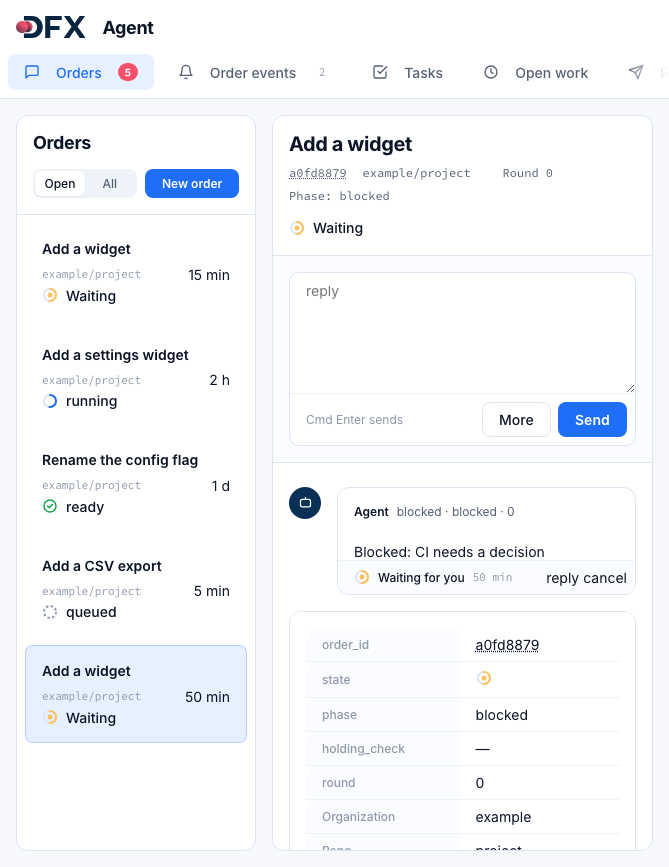 DFX Agent
Orders 5 Order events 2 Tasks Open work
Orders
Open All New order
Add a widget
example/project 15 min
Waiting
Add a settings widget
example/project 2 h
running
Rename the config flag
example/project 1 d
ready
Add a CSV export
example/project 5 min
queued
Add a widget
example/project 50 min
Waiting
Add a widget
a0fd8879 example/project Round 0
Phase: blocked
Waiting
reply
Cmd Enter sends More Send
Agent blocked · blocked · 0
Blocked: CI needs a decision
Waiting for you 50 min reply cancel
order_id a0fd8879
state
phase blocked
holding_check —
round 0
Organization example
Repo project